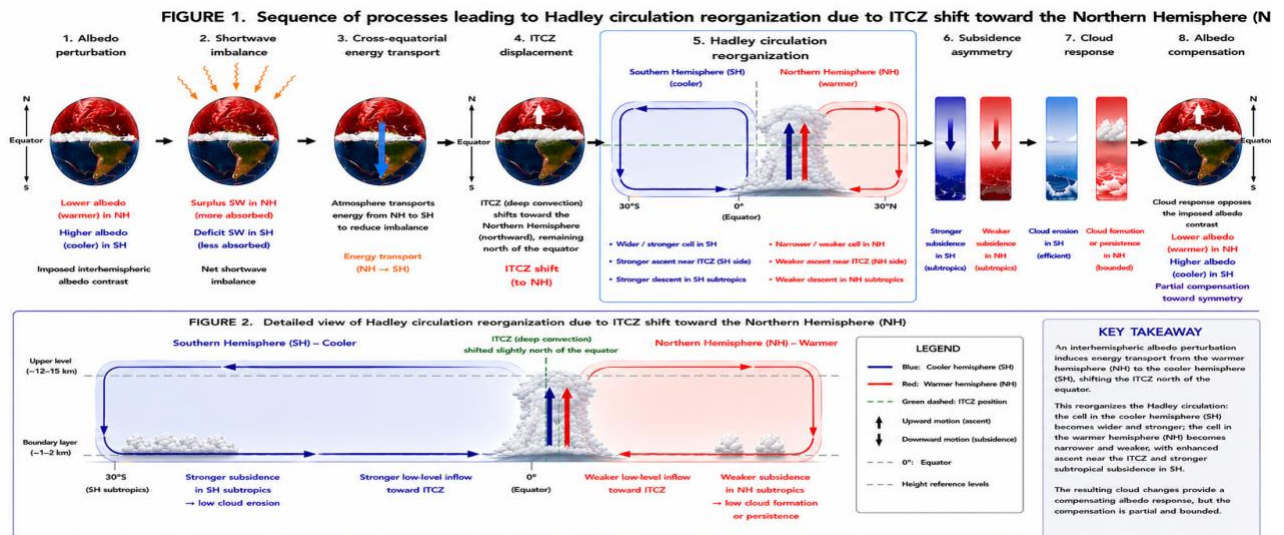 FIGURE 1. Sequence of processes leading to Hadley circulation reorganization due to ITCZ shift toward the Northern Hemisphere (N
1. Albedo
perturbation
N
Equator
S
Lower albedo
(warmer) in NH
Higher albedo
(cooler) in SH
Imposed interhemispheric
albedo contrast
2. Shortwave
imbalance
Surplus SW in NH
(more absorbed)
Deficit SW in SH
(less absorbed)
Net shortwave
imbalance
3. Cross-equatorial
energy transport
Atmosphere transports
energy from NH to SH
to reduce imbalance
Energy transport
(NH → SH)
4. ITCZ
displacement
N
Equator
S
ITCZ (deep convection)
shifts toward the
Northern Hemisphere
(northward), remaining
north of the equator
ITCZ shift
(to NH)
5. Hadley circulation
reorganization
Southern Hemisphere (SH)
(cooler)
Northern Hemisphere (NH)
(warmer)
30°S
0°
(Equator)
30°N
• Wider / stronger cell in SH
• Stronger ascent near ITCZ (SH side)
• Stronger descent in SH subtropics
• Narrower / weaker cell in NH
• Weaker ascent near ITCZ (NH side)
• Weaker descent in NH subtropics
6. Subsidence
asymmetry
Stronger
subsidence
in SH
(subtropics)
Weaker
subsidence
in NH
(subtropics)
7. Cloud
response
Cloud erosion
in SH
(efficient)
Cloud formation
or persistence
in NH
(bounded)
8. Albedo
compensation
N
Equator
S
Cloud response opposes
the imposed albedo
contrast
Lower albedo
(warmer) in NH
Higher albedo
(cooler) in SH
Partial compensation
toward symmetry
FIGURE 2. Detailed view of Hadley circulation reorganization due to ITCZ shift toward the Northern Hemisphere (NH)
Southern Hemisphere (SH) – Cooler
ITCZ (deep convection)
shifted slightly north of the equator
Northern Hemisphere (NH) – Warmer
Upper level
(~12–15 km)
Boundary layer
(~1–2 km)
30°S
(SH subtropics)
Stronger subsidence
in SH subtropics
→ low cloud erosion
Stronger low-level inflow
toward ITCZ
0°
(Equator)
Weaker low-level inflow
toward ITCZ
Weaker subsidence
in NH subtropics
→ low cloud formation
or persistence
LEGEND
Blue: Cooler hemisphere (SH)
Red: Warmer hemisphere (NH)
Green dashed: ITCZ position
Upward motion (ascent)
Downward motion (subsidence)
0°: Equator
Height reference levels
KEY TAKEAWAY
An interhemispheric albedo perturbation
induces energy transport from the warmer
hemisphere (NH) to the cooler hemisphere
(SH), shifting the ITCZ north of the
equator.
This reorganizes the Hadley circulation:
the cell in the cooler hemisphere (SH)
becomes wider and stronger; the cell in
the warmer hemisphere (NH) becomes
narrower and weaker, with enhanced
ascent near the ITCZ and stronger
subtropical subsidence in SH.
The resulting cloud changes provide a
compensating albedo response, but the
compensation is partial and bounded.